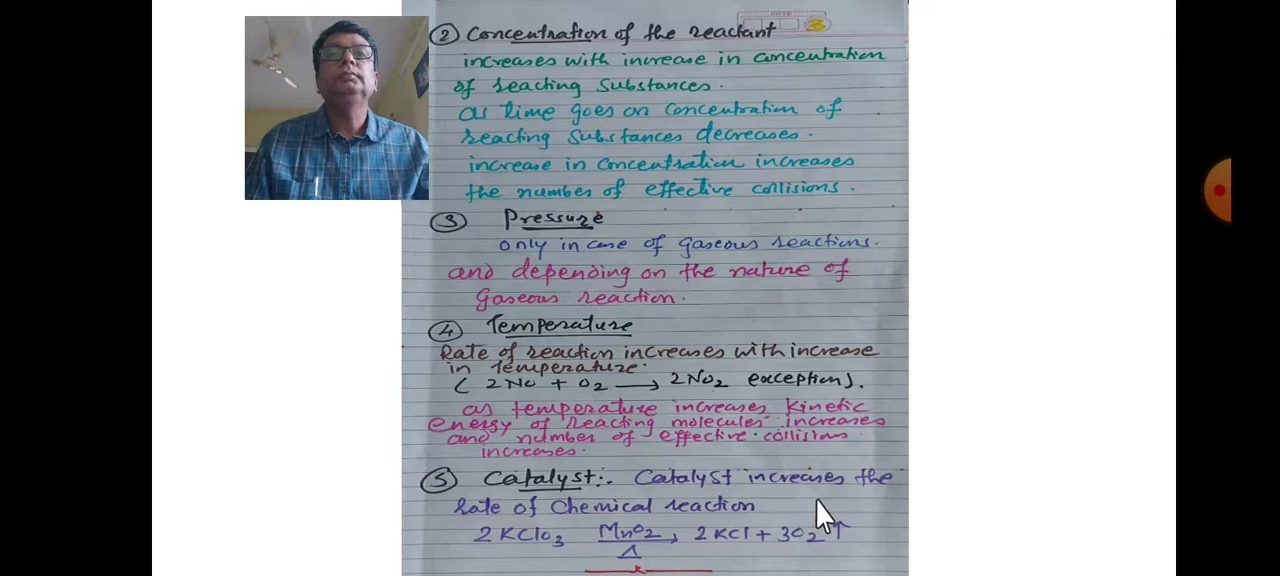 ② Concentration of the reactant
increases with increase in concentration
of reacting substances.
as time goes on concentration of
reacting substances decreases.
increase in concentration increases
the number of effective collisions.
③ Pressure
only in case of gaseous reactions.
and depending on the nature of
gaseous reaction.
④ Temperature
Rate of reaction increases with increase
in temperature.
( 2NO + O₂ ⟶ 2NO₂ exception).
as temperature increases kinetic
energy of reacting molecules increases
and number of effective collisions
increases.
⑤ Catalyst:- Catalyst increases the
rate of chemical reaction
2KClO₃ MnO₂/Δ → 2KCl + 3O₂ ↑